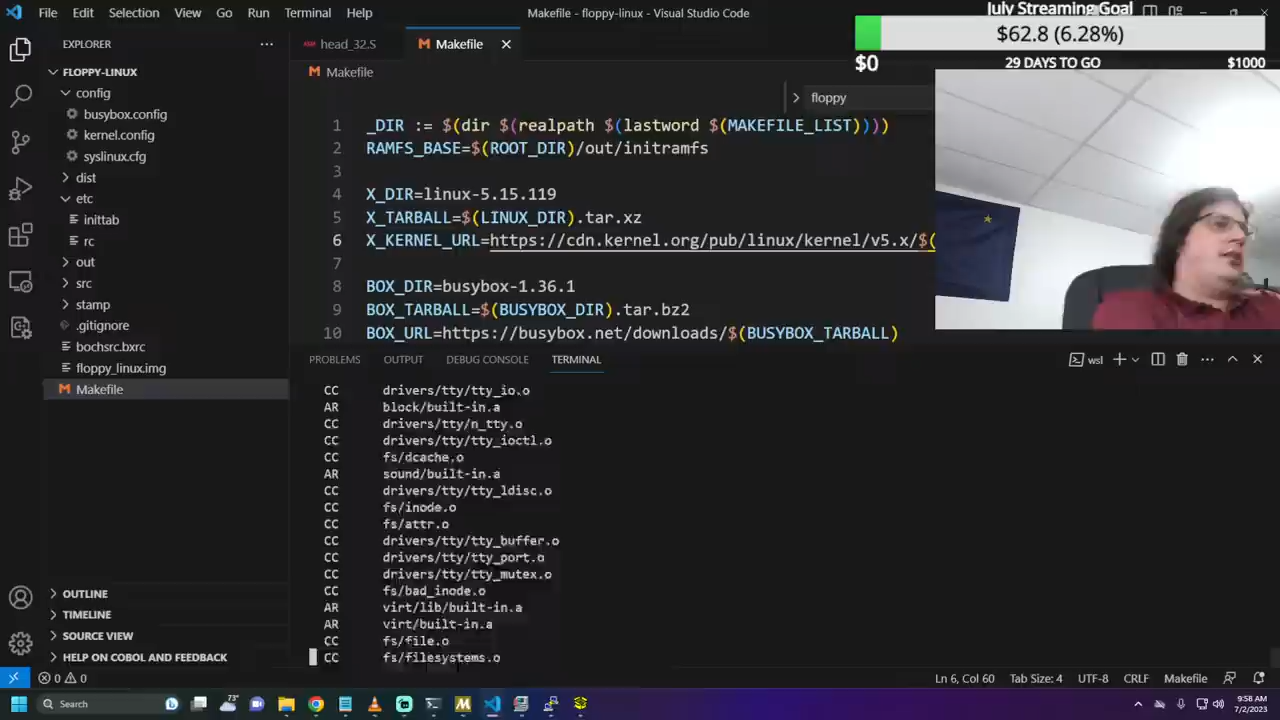 File Edit Selection View Go Run Terminal Help
Makefile - floppy-linux - Visual Studio Code
July Streaming Goal
$62.8 (6.28%)
$0 29 DAYS TO GO $1000
EXPLORER
FLOPPY-LINUX
config
busybox.config
kernel.config
syslinux.cfg
dist
etc
inittab
rc
out
src
stamp
.gitignore
bochsrc.bxrc
floppy_linux.img
Makefile
OUTLINE
TIMELINE
SOURCE VIEW
HELP ON COBOL AND FEEDBACK
head_32.S
Makefile
Makefile
floppy
1 _DIR := $(dir $(realpath $(lastword $(MAKEFILE_LIST))))
2 RAMFS_BASE=$(ROOT_DIR)/out/initramfs
3
4 X_DIR=linux-5.15.119
5 X_TARBALL=$(LINUX_DIR).tar.xz
6 X_KERNEL_URL=https://cdn.kernel.org/pub/linux/kernel/v5.x/$(
7
8 BOX_DIR=busybox-1.36.1
9 BOX_TARBALL=$(BUSYBOX_DIR).tar.bz2
10 BOX_URL=https://busybox.net/downloads/$(BUSYBOX_TARBALL)
PROBLEMS OUTPUT DEBUG CONSOLE TERMINAL
wsl
CC drivers/tty/tty_io.o
AR block/built-in.a
CC drivers/tty/n_tty.o
CC drivers/tty/tty_ioctl.o
CC fs/dcache.o
AR sound/built-in.a
CC drivers/tty/tty_ldisc.o
CC fs/inode.o
CC fs/attr.o
CC drivers/tty/tty_buffer.o
CC drivers/tty/tty_port.o
CC drivers/tty/tty_mutex.o
CC fs/bad_inode.o
AR virt/lib/built-in.a
AR virt/built-in.a
CC fs/file.o
CC fs/filesystems.o
0 0
Ln 6, Col 60 Tab Size: 4 UTF-8 CRLF Makefile
Search
73°
9:58 AM
7/2/2023